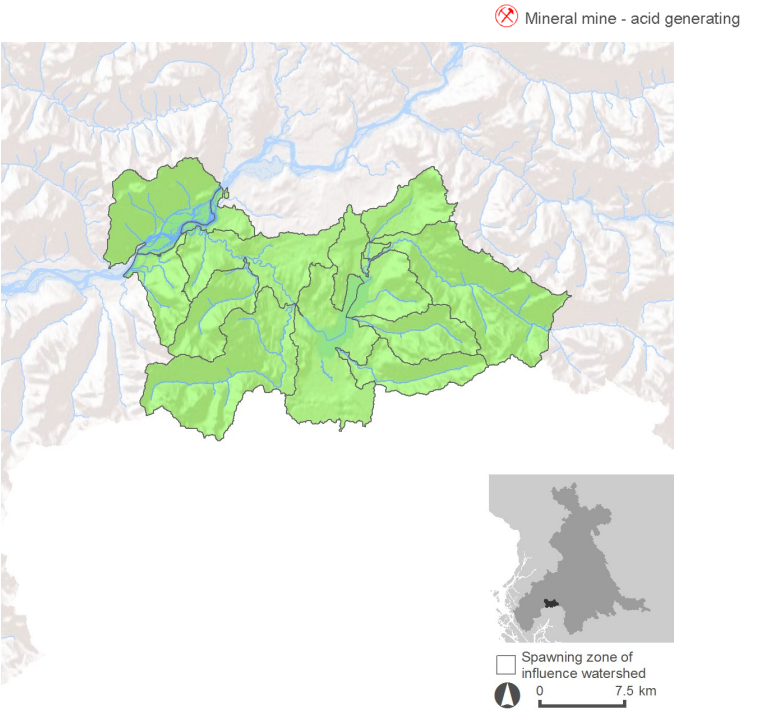 Mineral mine - acid generating
Spawning zone of
influence watershed
0 7.5 km